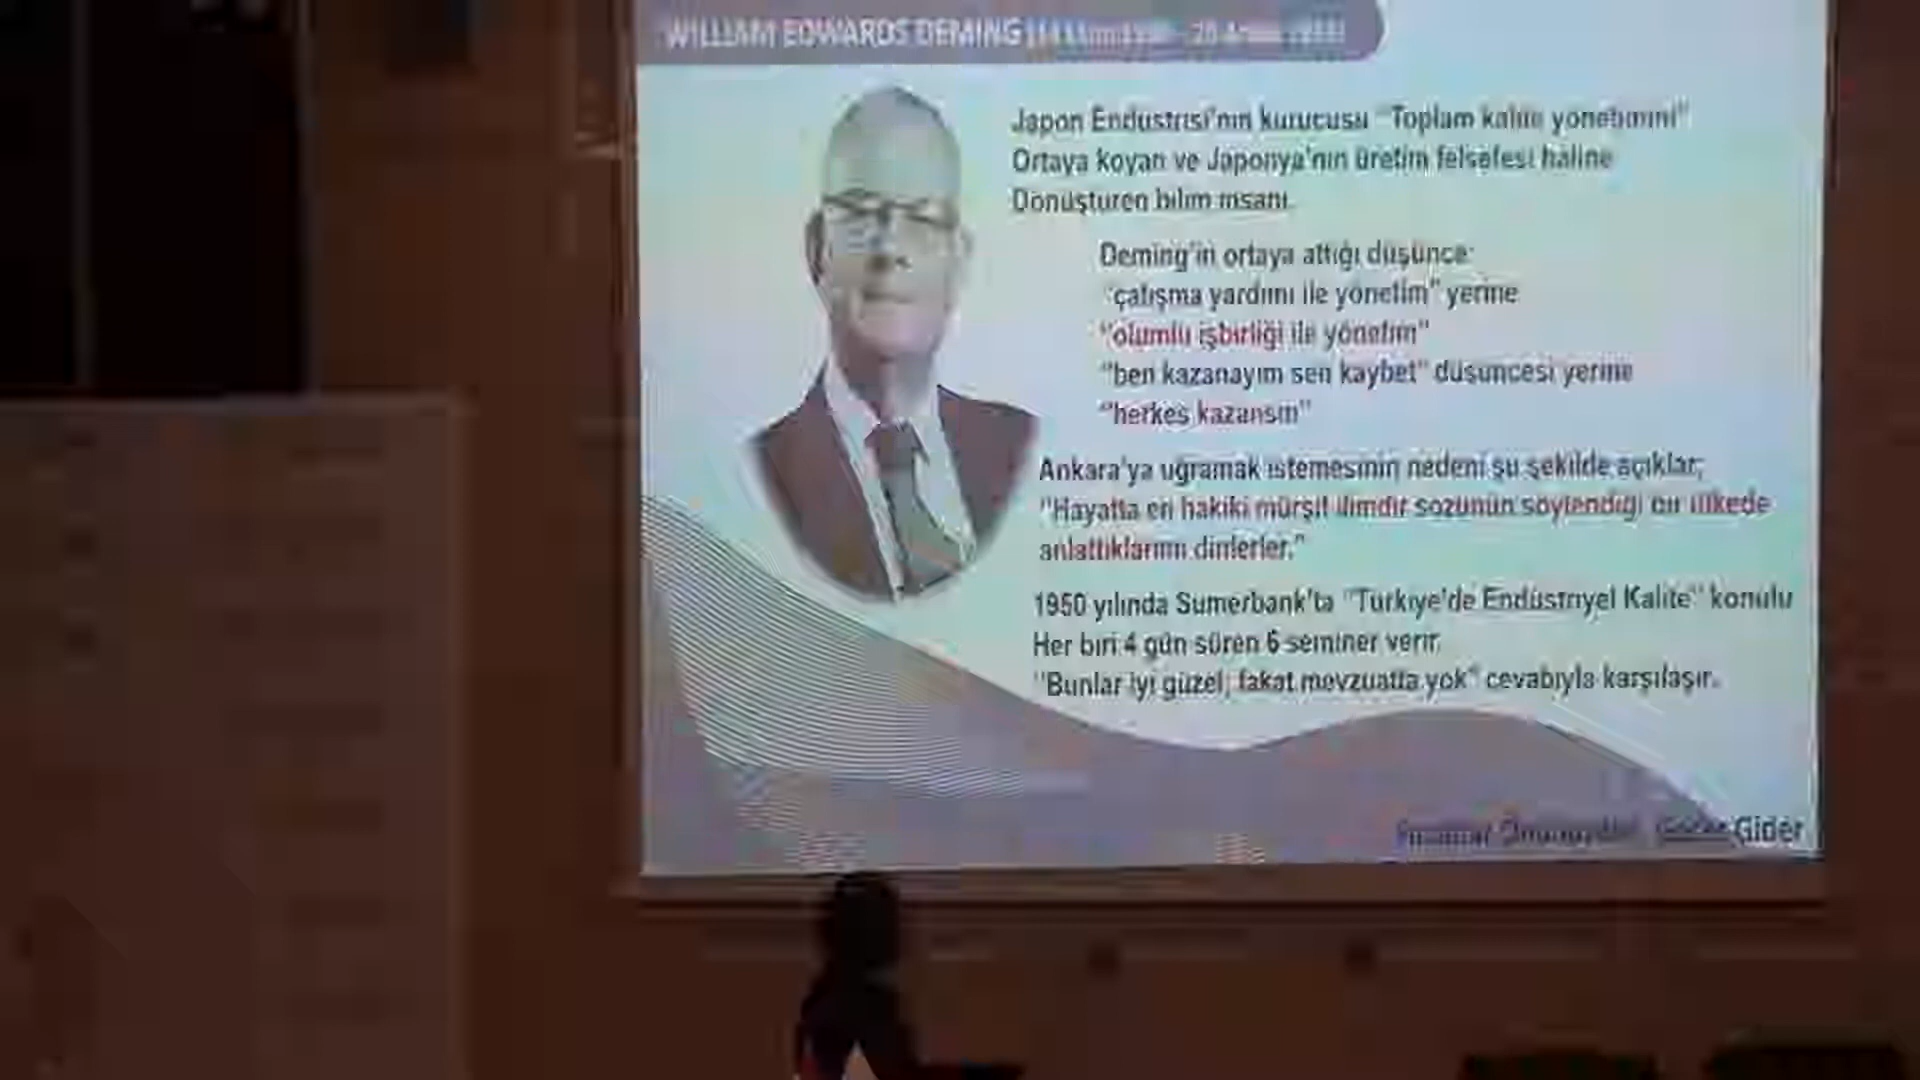 WILLIAM EDWARDS DEMING
Japon Endüstrisi'nin kurucusu "Toplam kalite yönetimini"
Ortaya koyan ve Japonya'nın üretim felsefesi haline
Dönüştüren bilim insanı.
Deming'in ortaya attığı düşünce:
"çalışma yardımı ile yönetim" yerine
"olumlu işbirliği ile yönetim"
"ben kazanayım sen kaybet" düşüncesi yerine
"herkes kazansın"
Ankara'ya uğramak istemesinin nedeni şu şekilde açıklar;
"Hayatta en hakiki mürşit ilimdir sözünün söylendiği bir ülkede
anlattıklarımı dinlerler."
1950 yılında Sümerbank'ta "Türkiye'de Endüstriyel Kalite" konulu
Her biri 4 gün süren 6 seminer verir.
"Bunlar iyi güzel, fakat mevzuatta yok" cevabıyla karşılaşır.
Gider